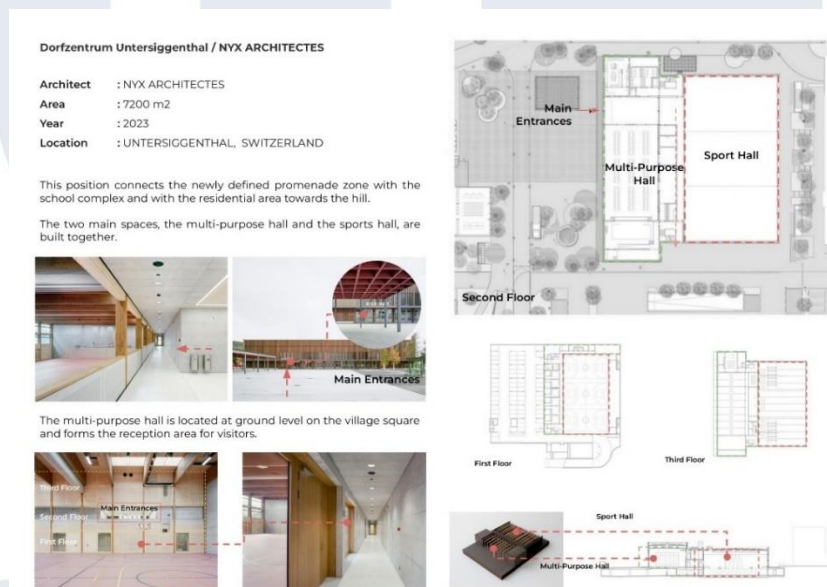 Dorfzentrum Untersiggenthal / NYX ARCHITECTES
Architect : NYX ARCHITECTES
Area : 7200 m2
Year : 2023
Location : UNTERSIGGENTHAL, SWITZERLAND
This position connects the newly defined promenade zone with the
school complex and with the residential area towards the hill.
The two main spaces, the multi-purpose hall and the sports hall, are
built together.
Main Entrances
The multi-purpose hall is located at ground level on the village square
and forms the reception area for visitors.
Third Floor
Main Entrances
Second Floor
First Floor
Main
Entrances
Multi-Purpose
Hall
Sport Hall
Second Floor
First Floor
Third Floor
Sport Hall
Multi-Purpose Hall